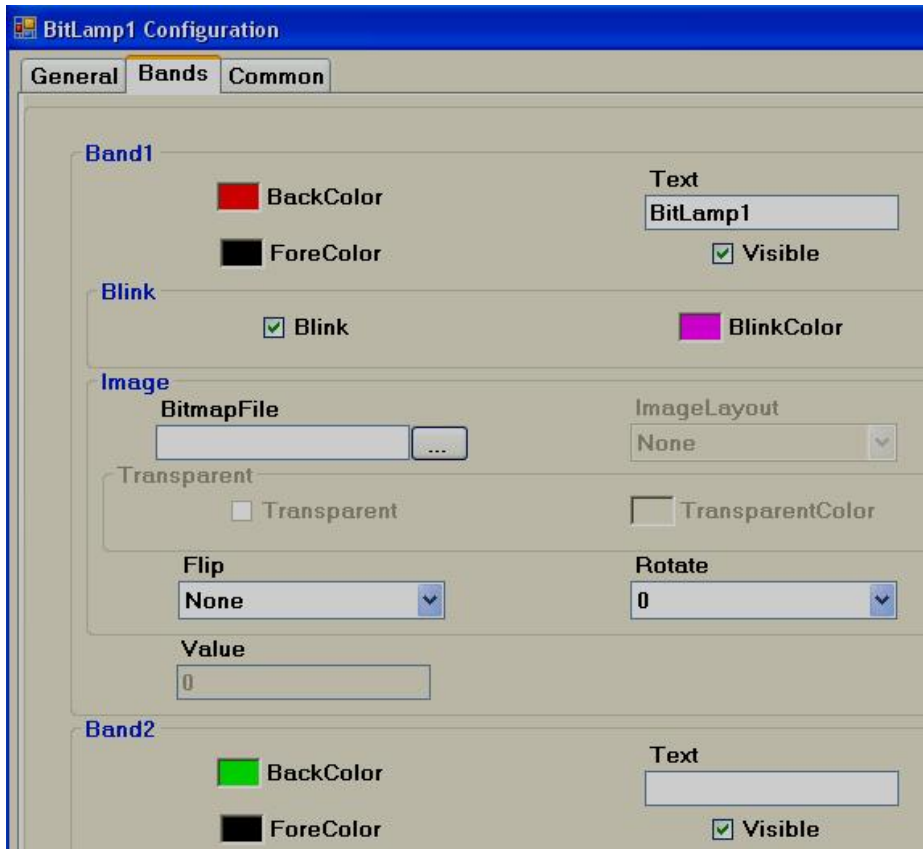 BitLamp1 Configuration
General Bands Common
Band1
BackColor
Text
BitLamp1
ForeColor
Visible
Blink
Blink
BlinkColor
Image
BitmapFile
ImageLayout
...
None
Transparent
Transparent
TransparentColor
Flip
Rotate
None
0
Value
0
Band2
BackColor
Text
ForeColor
Visible